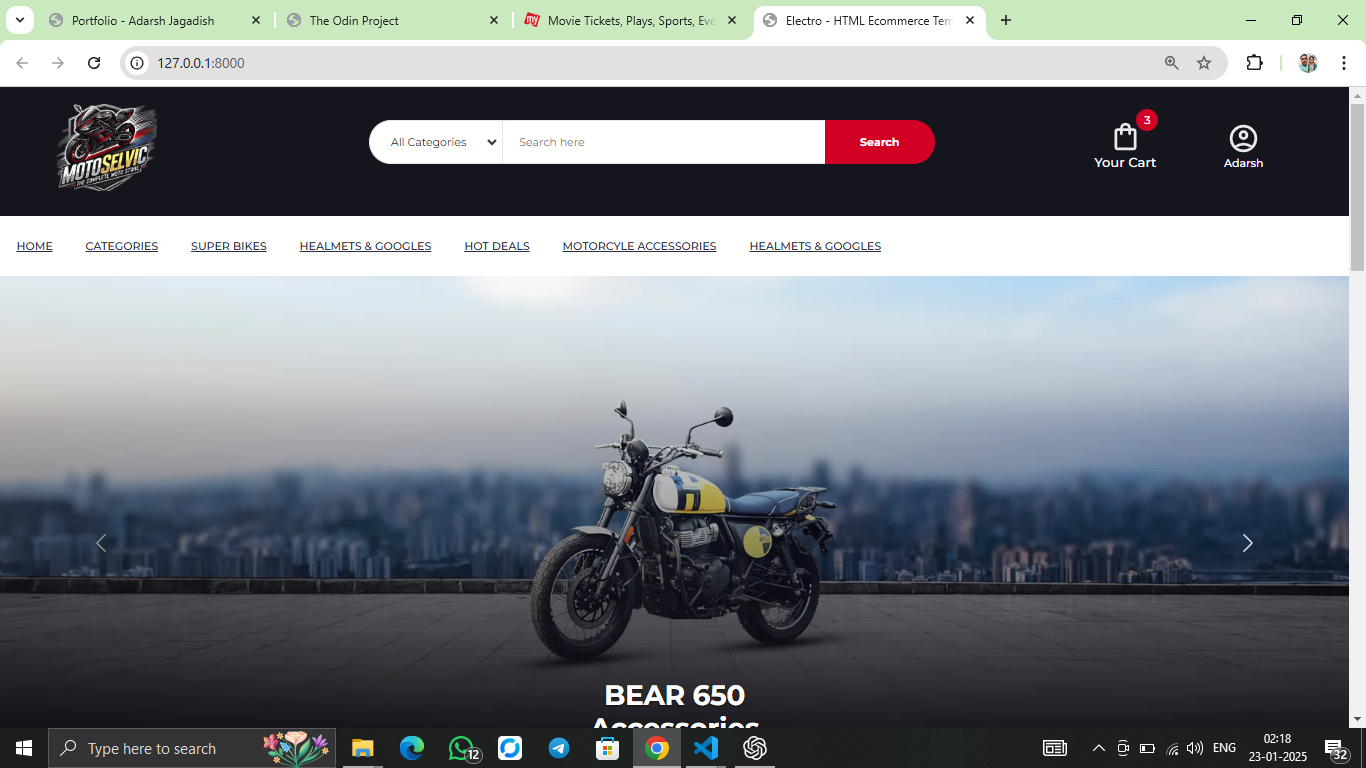 Portfolio - Adarsh Jagadish
The Odin Project
my
Movie Tickets, Plays, Sports, Eve
Electro - HTML Ecommerce Tem
127.0.0.1:8000
MOTOSELVIC
THE COMPLETE MOTO STORE
All Categories
Search here
Search
3
Your Cart
Adarsh
HOME
CATEGORIES
SUPER BIKES
HEALMETS & GOOGLES
HOT DEALS
MOTORCYLE ACCESSORIES
HEALMETS & GOOGLES
BEAR 650
Accessories
Type here to search
12
ENG
02:18
23-01-2025
32